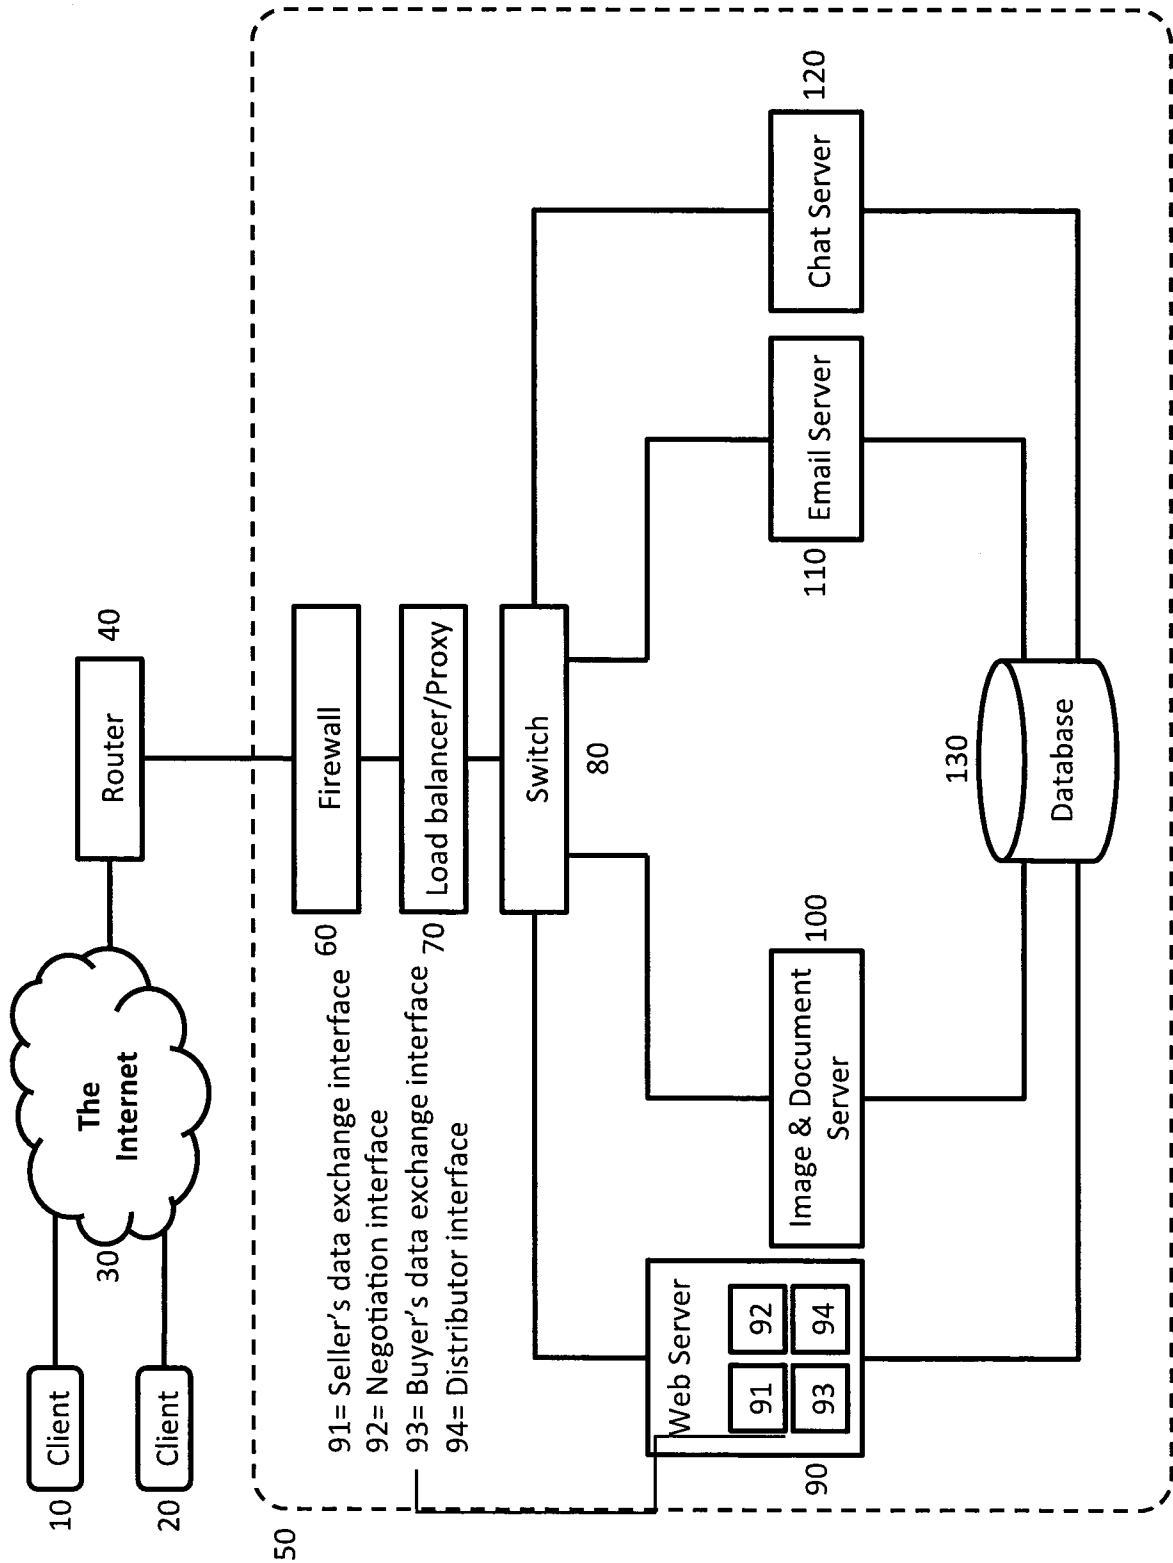 10
Client
20
Client
The
Internet
30
Router
40
50
91= Seller's data exchange interface
92= Negotiation interface
93= Buyer's data exchange interface
94= Distributor interface
60
Firewall
70
Load balancer/Proxy
Switch
80
Web Server
91
92
93
94
90
Image & Document
Server
100
Email Server
110
Chat Server
120
130
Database